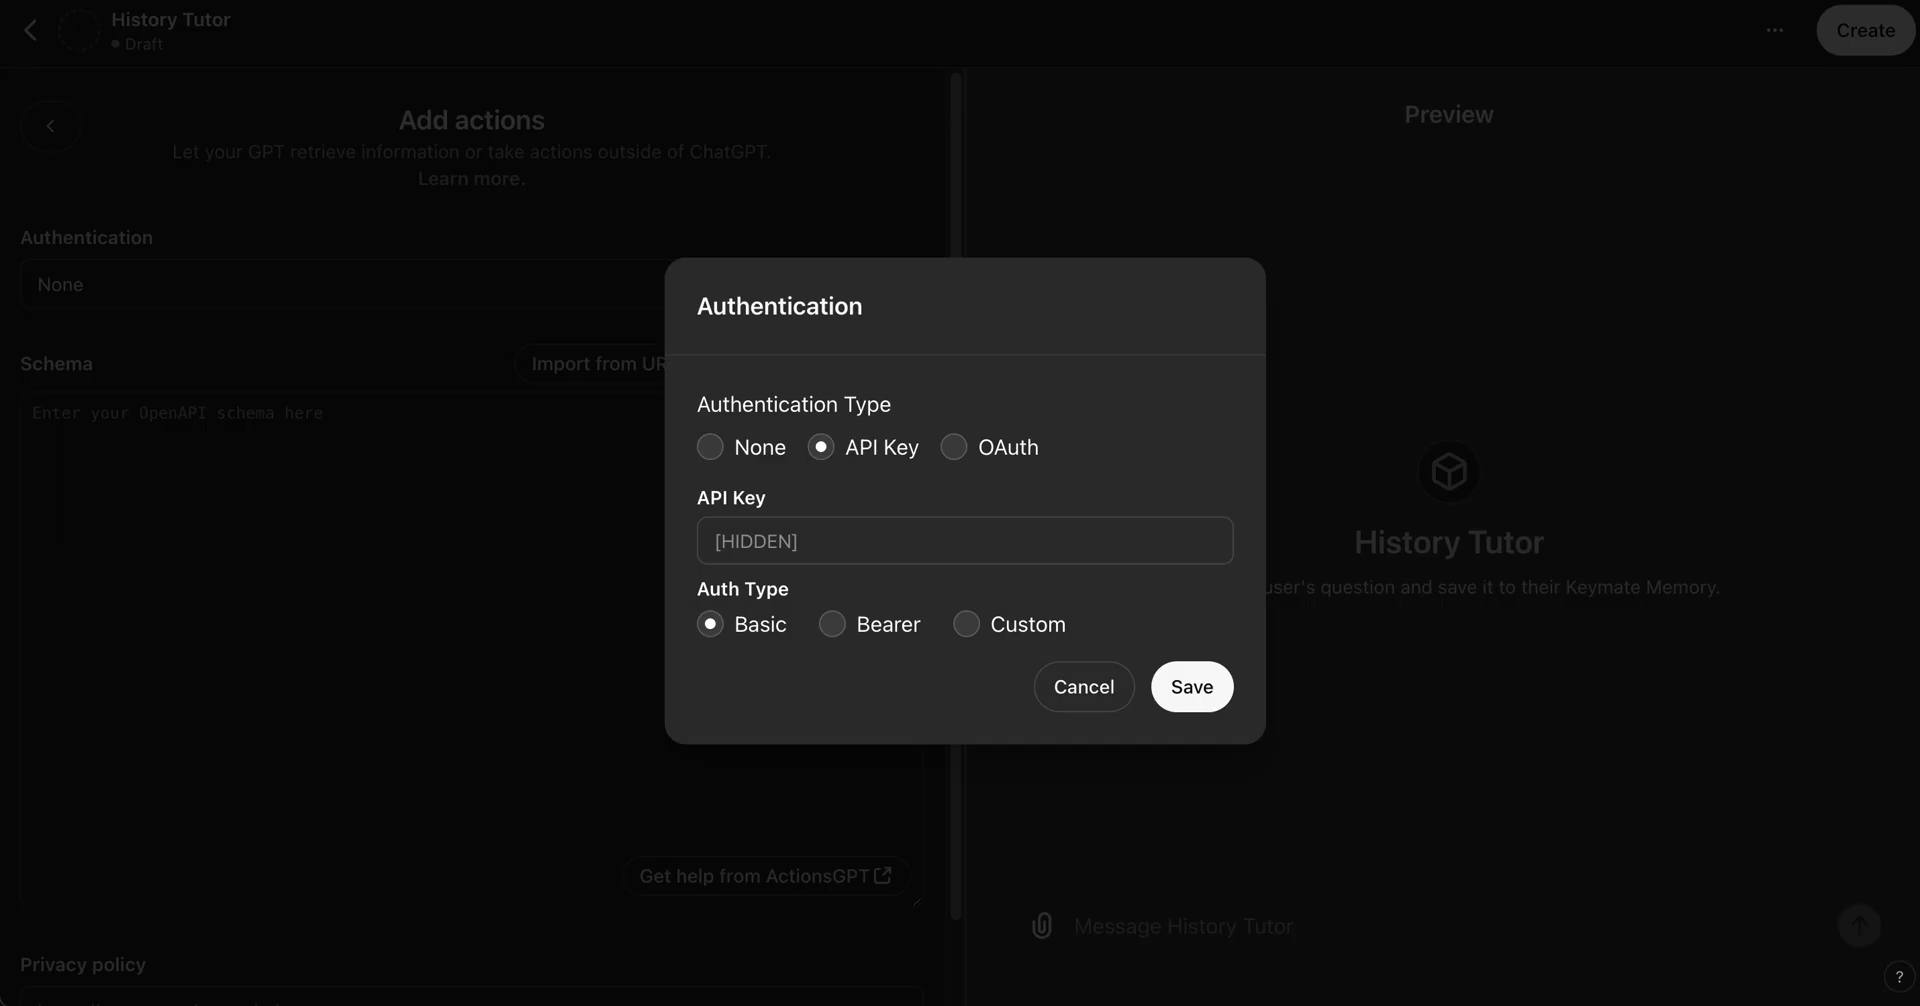 History Tutor
Draft
Create
Add actions
Let your GPT retrieve information or take actions outside of ChatGPT.
Learn more.
Authentication
None
Schema
Import from UR
Enter your OpenAPI schema here
Get help from ActionsGPT
Privacy policy
Authentication
Authentication Type
None API Key OAuth
API Key
[HIDDEN]
Auth Type
Basic Bearer Custom
Cancel Save
Preview
History Tutor
user's question and save it to their Keymate Memory.
Message History Tutor
?